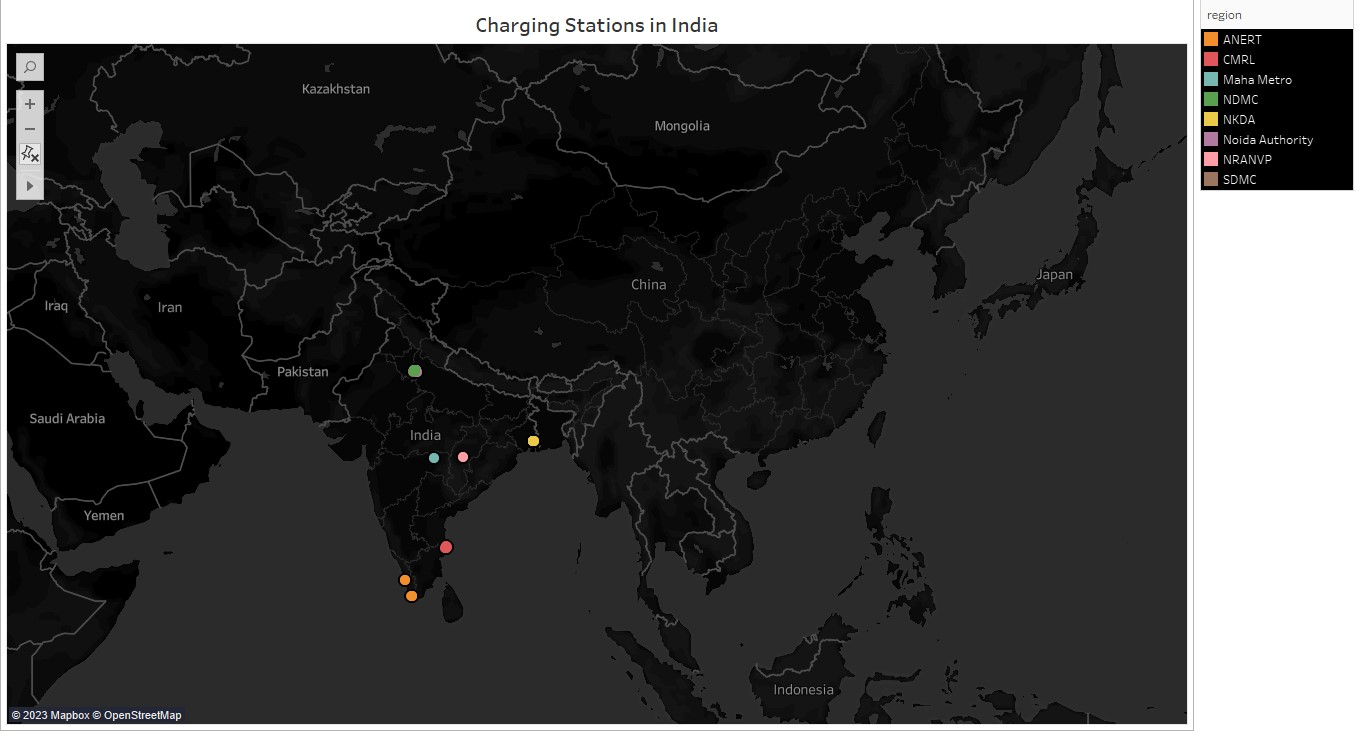 Charging Stations in India
region
ANERT
CMRL
Maha Metro
NDMC
NKDA
Noida Authority
NRANVP
SDMC
Kazakhstan
Mongolia
China
Japan
Iraq
Iran
Pakistan
Saudi Arabia
India
Yemen
Indonesia
© 2023 Mapbox © OpenStreetMap